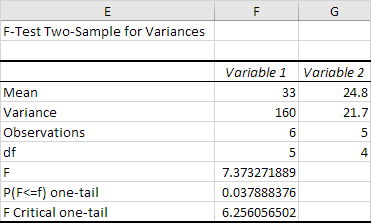 E F G
F-Test Two-Sample for Variances
Variable 1 Variable 2
Mean 33 24.8
Variance 160 21.7
Observations 6 5
df 5 4
F 7.373271889
P(F<=f) one-tail 0.037888376
F Critical one-tail 6.256056502